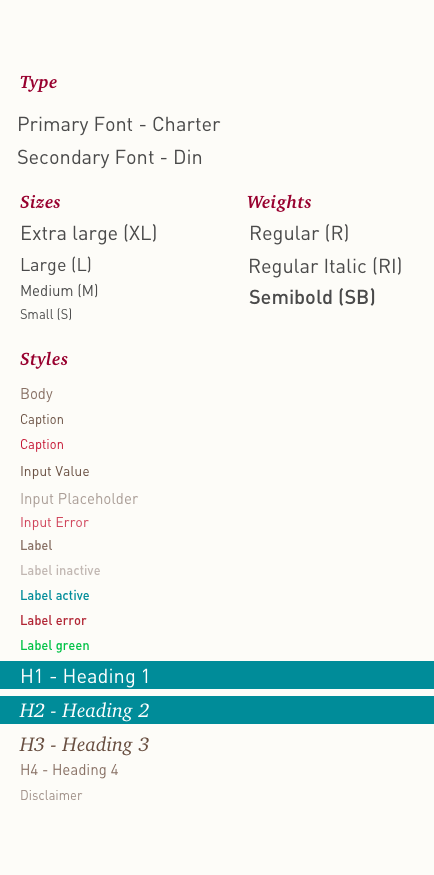 Type
Primary Font - Charter
Secondary Font - Din
Sizes
Extra large (XL)
Large (L)
Medium (M)
Small (S)
Weights
Regular (R)
Regular Italic (RI)
Semibold (SB)
Styles
Body
Caption
Caption
Input Value
Input Placeholder
Input Error
Label
Label inactive
Label active
Label error
Label green
H1 - Heading 1
H2 - Heading 2
H3 - Heading 3
H4 - Heading 4
Disclaimer